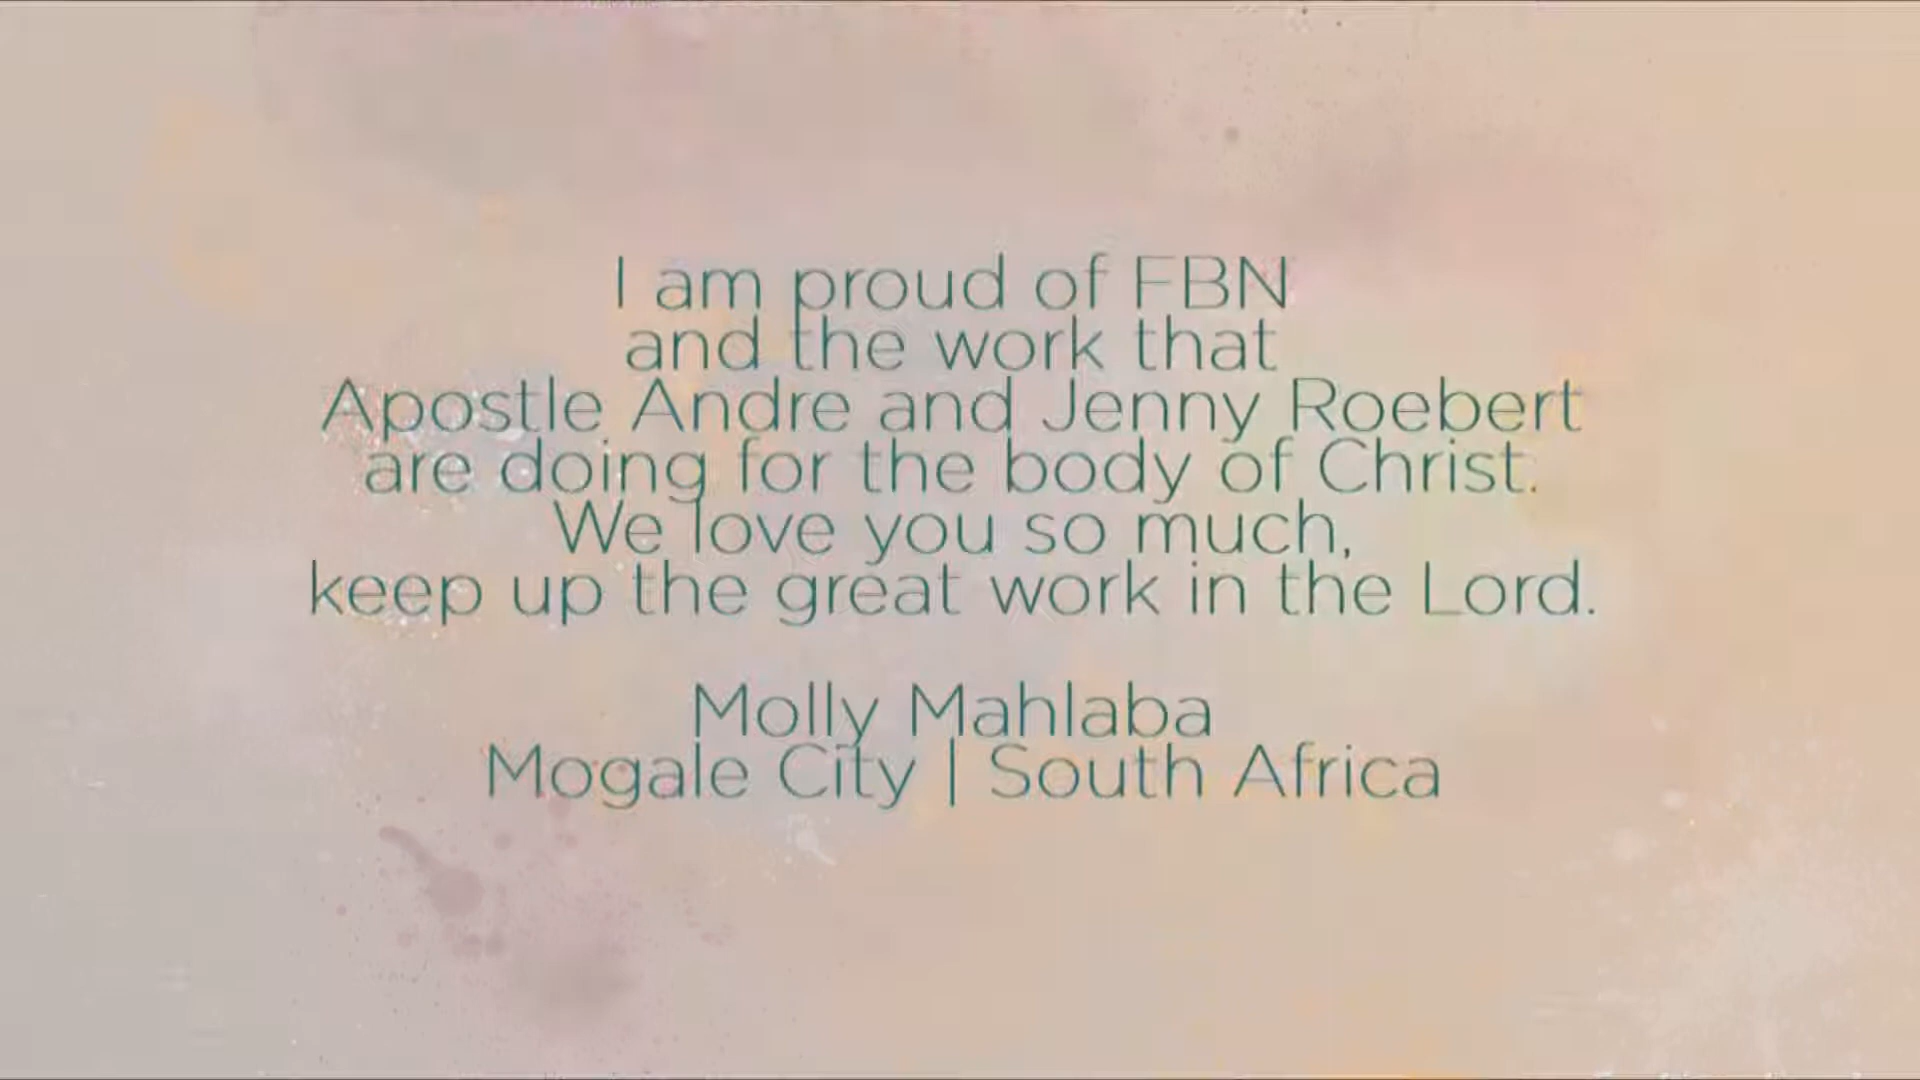 I am proud of FBN
and the work that
Apostle Andre and Jenny Roebert
are doing for the body of Christ.
We love you so much,
keep up the great work in the Lord.
Molly Mahlaba
Mogale City | South Africa